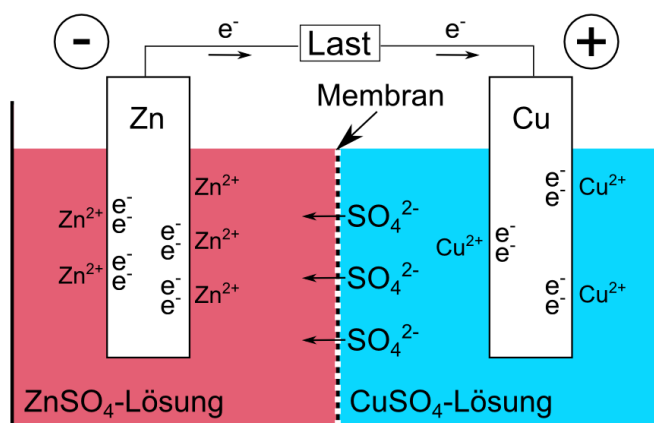 - e⁻ Last e⁻ +
Membran
Zn Cu
Zn²⁺ Cu²⁺
Zn²⁺ e⁻ e⁻ SO₄²⁻ e⁻ e⁻
e⁻ e⁻ Zn²⁺ Cu²⁺ e⁻ e⁻
Zn²⁺ e⁻ e⁻ SO₄²⁻
e⁻ e⁻ Zn²⁺ e⁻ e⁻ Cu²⁺
SO₄²⁻
ZnSO₄-Lösung CuSO₄-Lösung